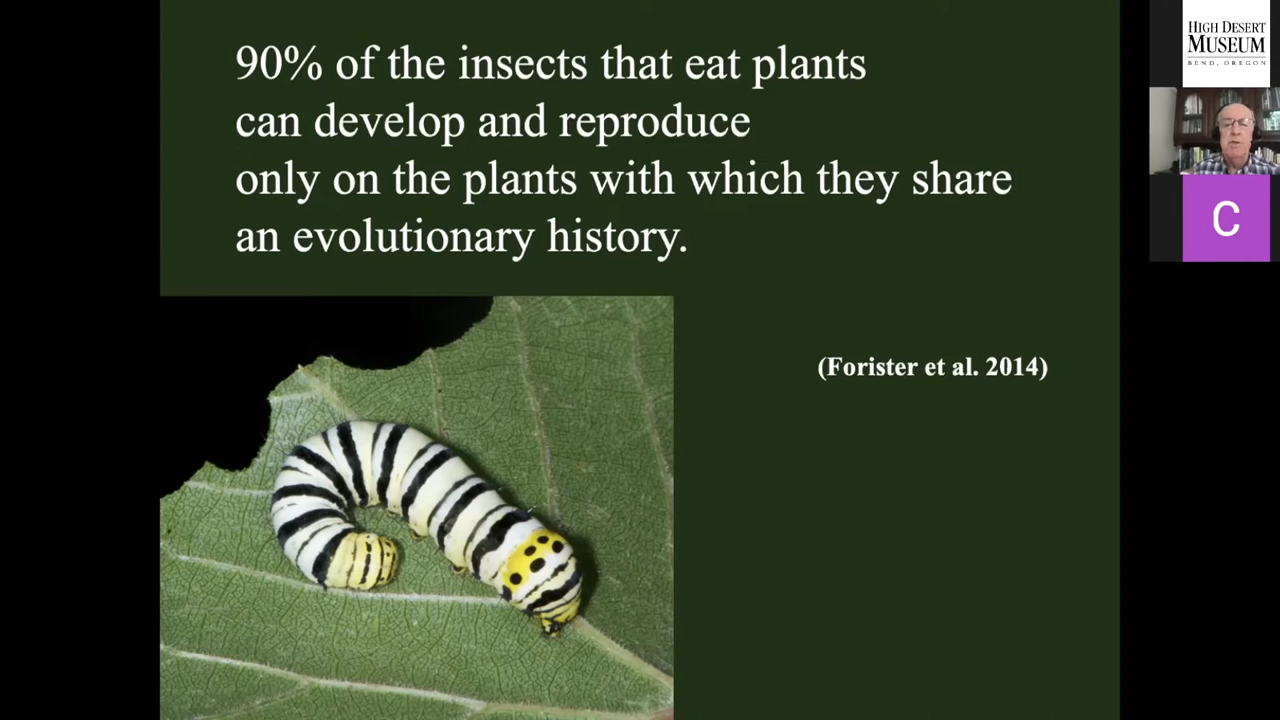 90% of the insects that eat plants
can develop and reproduce
only on the plants with which they share
an evolutionary history.
(Forister et al. 2014)
HIGH DESERT
MUSEUM
BEND, OREGON
C